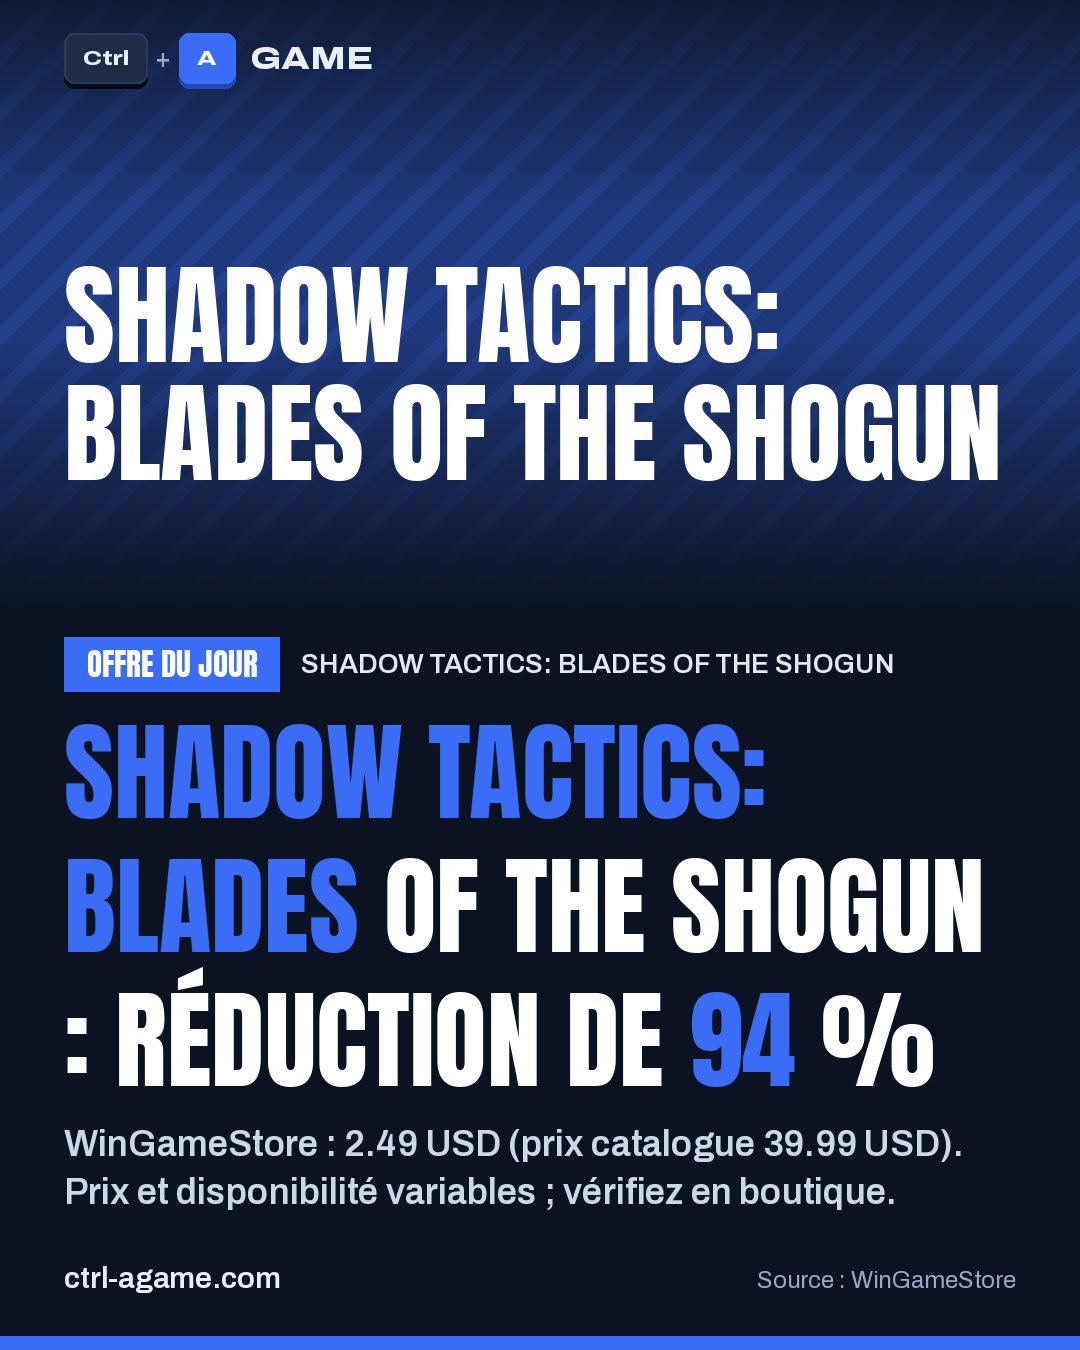 Ctrl + A GAME
SHADOW TACTICS:
BLADES OF THE SHOGUN
OFFRE DU JOUR SHADOW TACTICS: BLADES OF THE SHOGUN
SHADOW TACTICS:
BLADES OF THE SHOGUN
: RÉDUCTION DE 94 %
WinGameStore : 2.49 USD (prix catalogue 39.99 USD).
Prix et disponibilité variables ; vérifiez en boutique.
ctrl-agame.com Source : WinGameStore